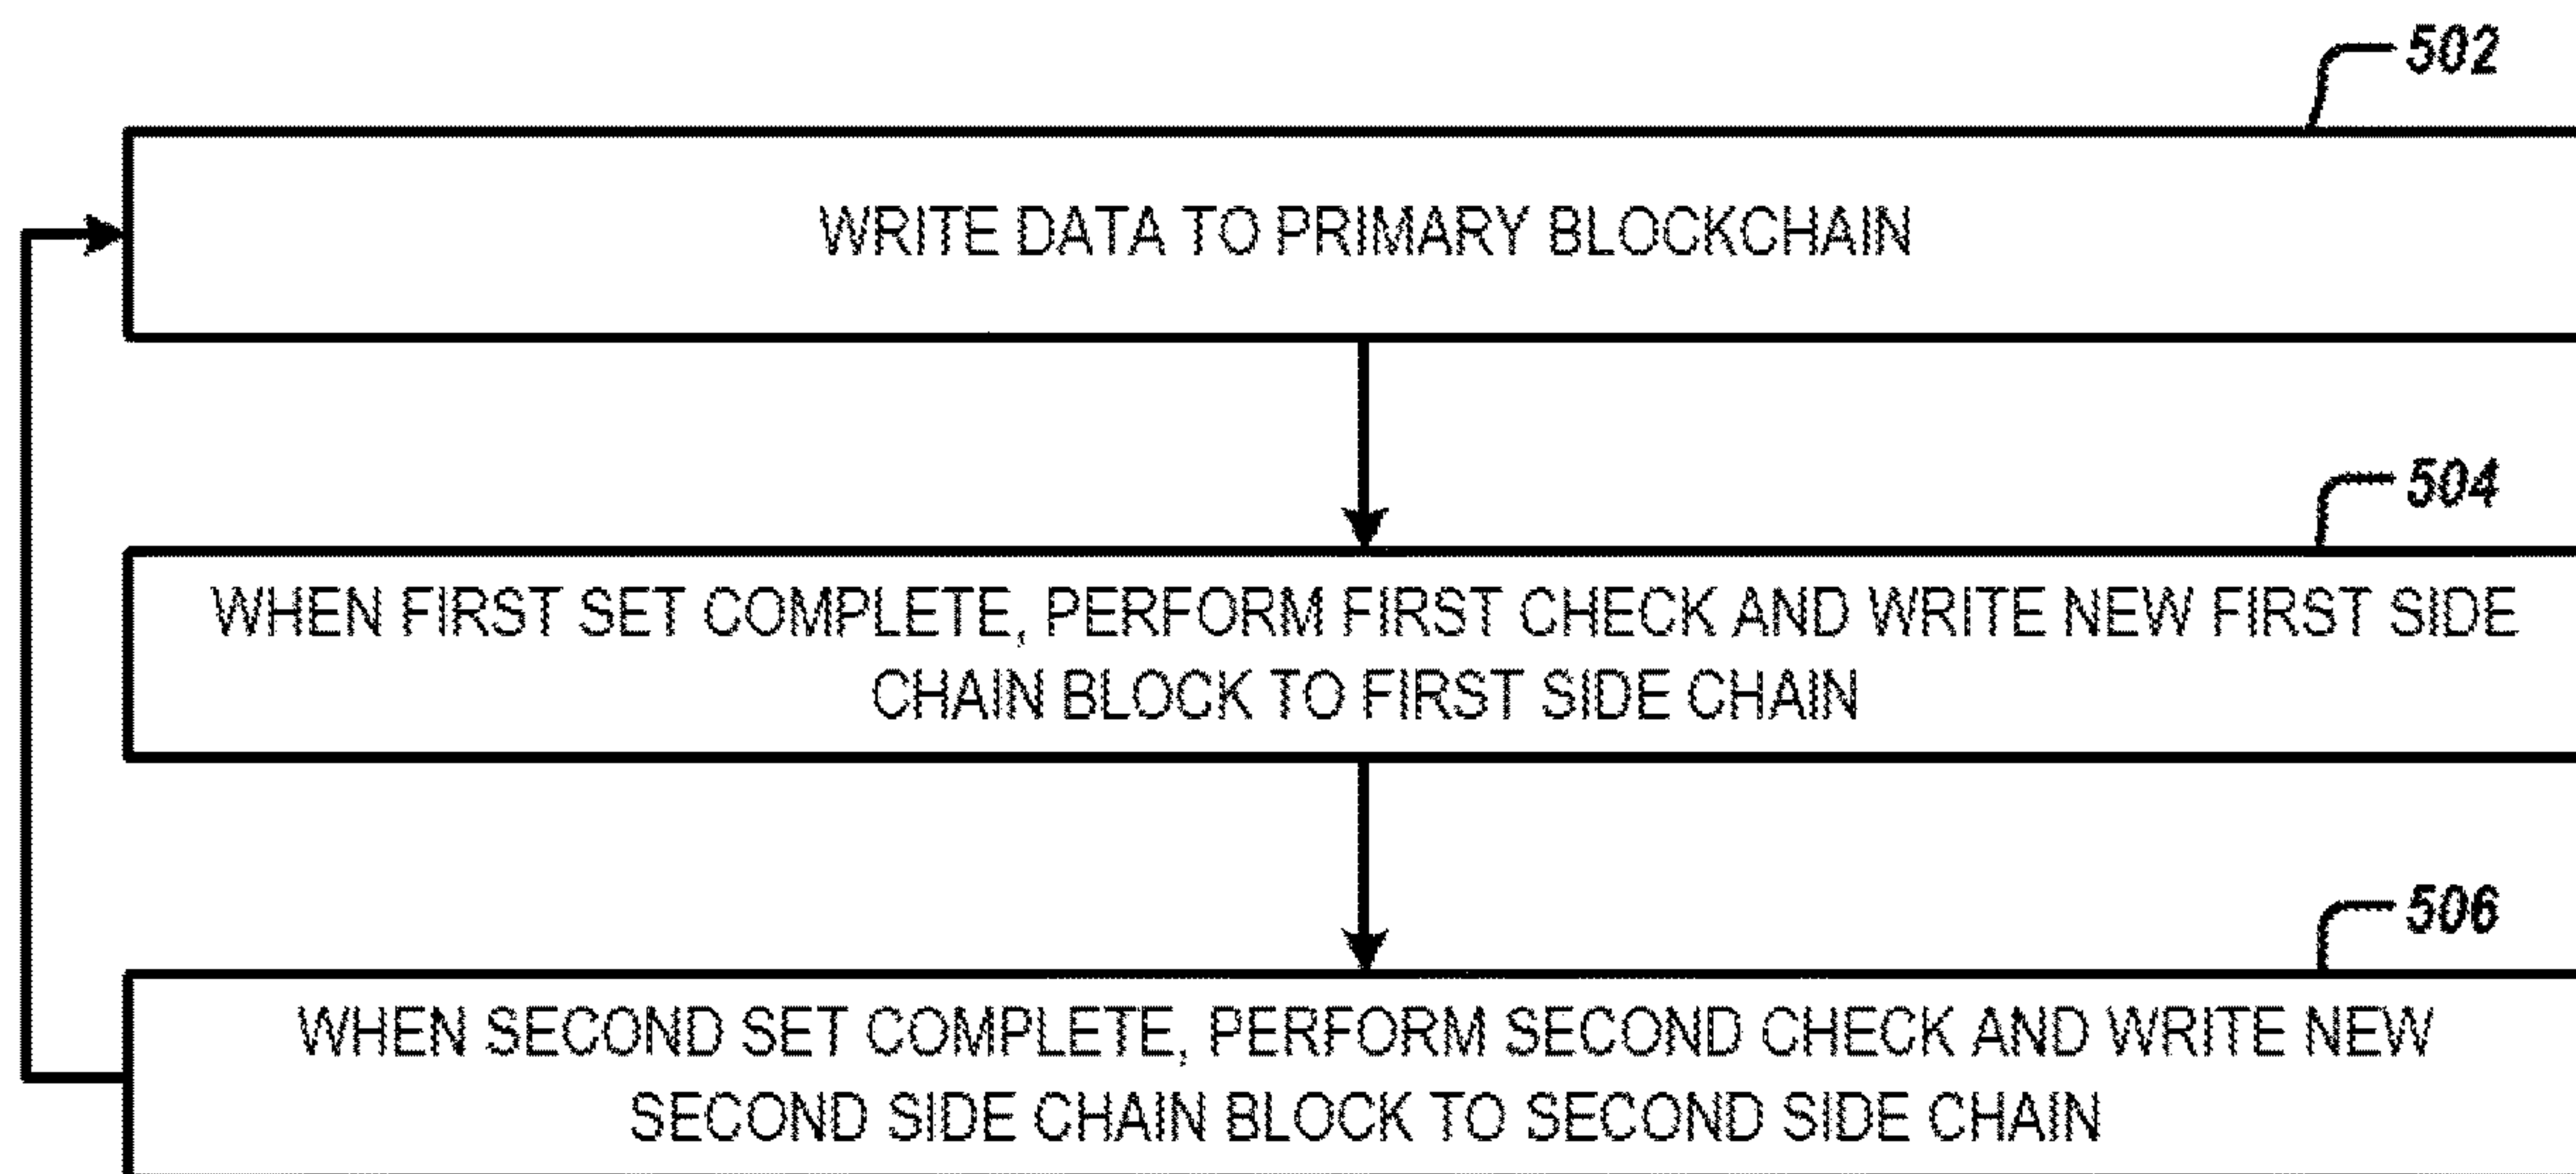 502
WRITE DATA TO PRIMARY BLOCKCHAIN
504
WHEN FIRST SET COMPLETE, PERFORM FIRST CHECK AND WRITE NEW FIRST SIDE
CHAIN BLOCK TO FIRST SIDE CHAIN
506
WHEN SECOND SET COMPLETE, PERFORM SECOND CHECK AND WRITE NEW
SECOND SIDE CHAIN BLOCK TO SECOND SIDE CHAIN